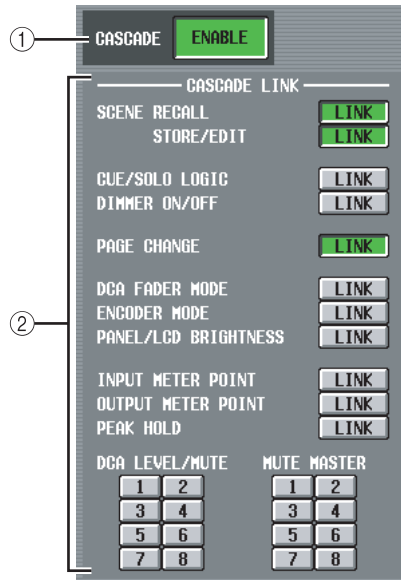 ① CASCADE ENABLE
② CASCADE LINK
SCENE RECALL LINK
STORE/EDIT LINK
CUE/SOLO LOGIC LINK
DIMMER ON/OFF LINK
PAGE CHANGE LINK
DCA FADER MODE LINK
ENCODER MODE LINK
PANEL/LCD BRIGHTNESS LINK
INPUT METER POINT LINK
OUTPUT METER POINT LINK
PEAK HOLD LINK
DCA LEVEL/MUTE MUTE MASTER
1 2 1 2
3 4 3 4
5 6 5 6
7 8 7 8